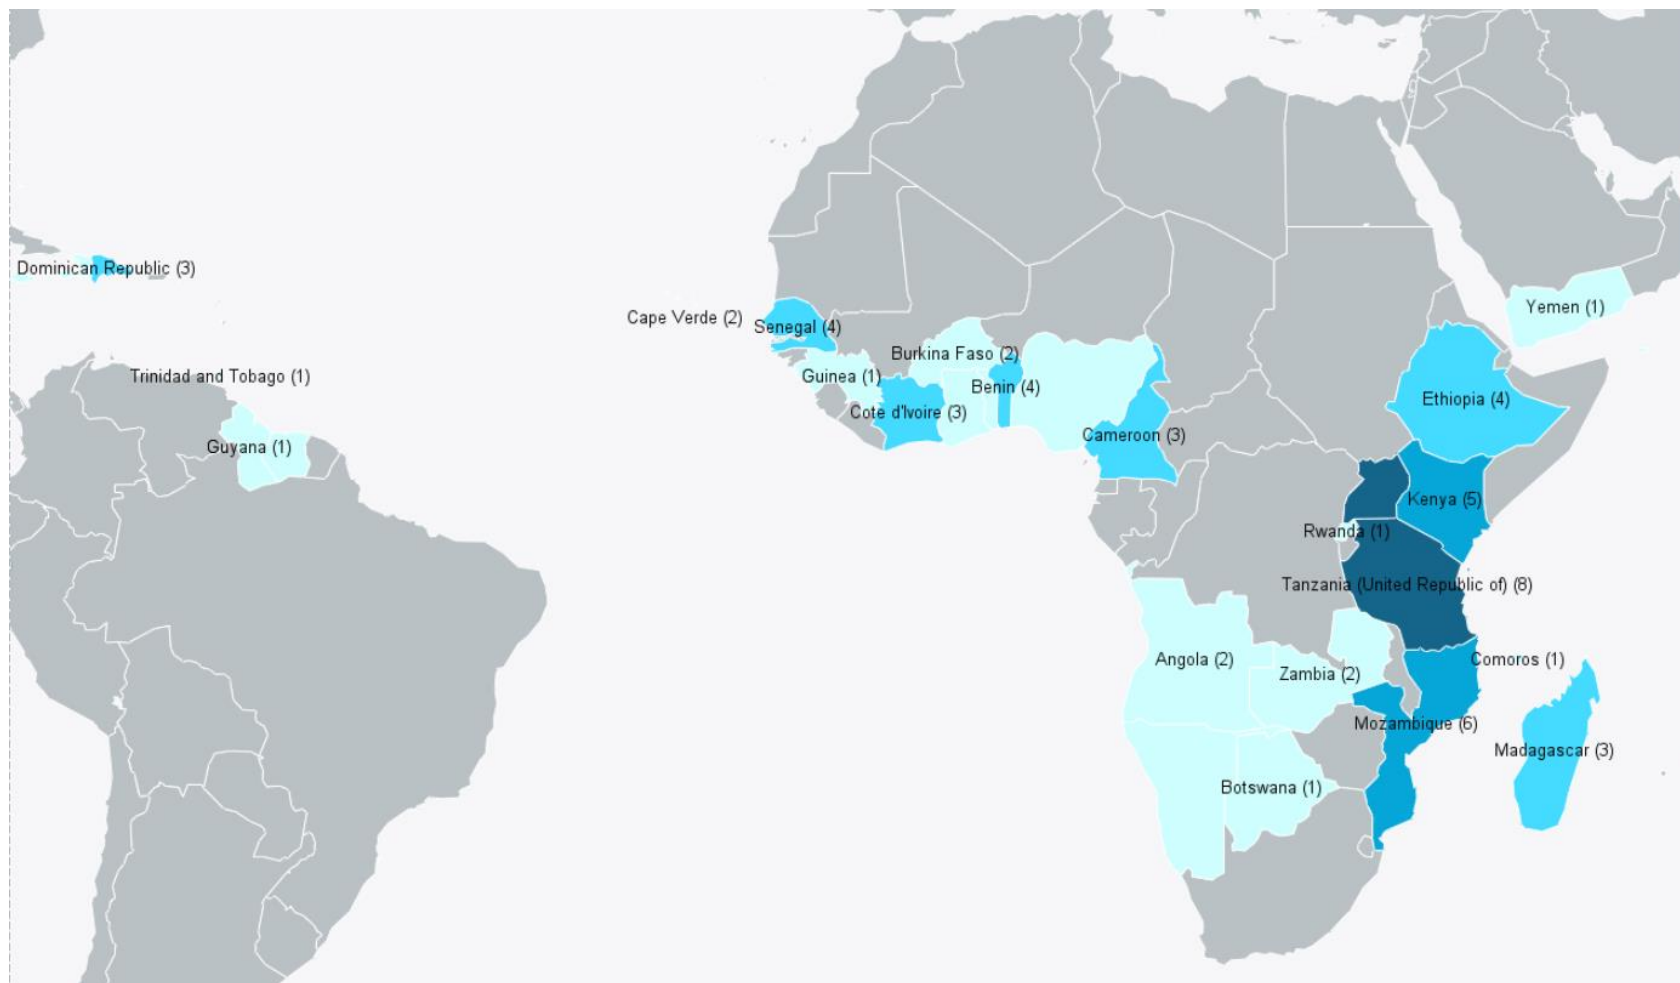 Dominican Republic (3)
Yemen (1)
Cape Verde (2)
Senegal (4)
Burkina Faso (2)
Trinidad and Tobago (1)
Guinea (1)
Benin (4)
Ethiopia (4)
Cote d'Ivoire (3)
Cameroon (3)
Guyana (1)
Kenya (5)
Rwanda (1)
Tanzania (United Republic of) (8)
Angola (2)
Comoros (1)
Zambia (2)
Mozambique (6)
Madagascar (3)
Botswana (1)